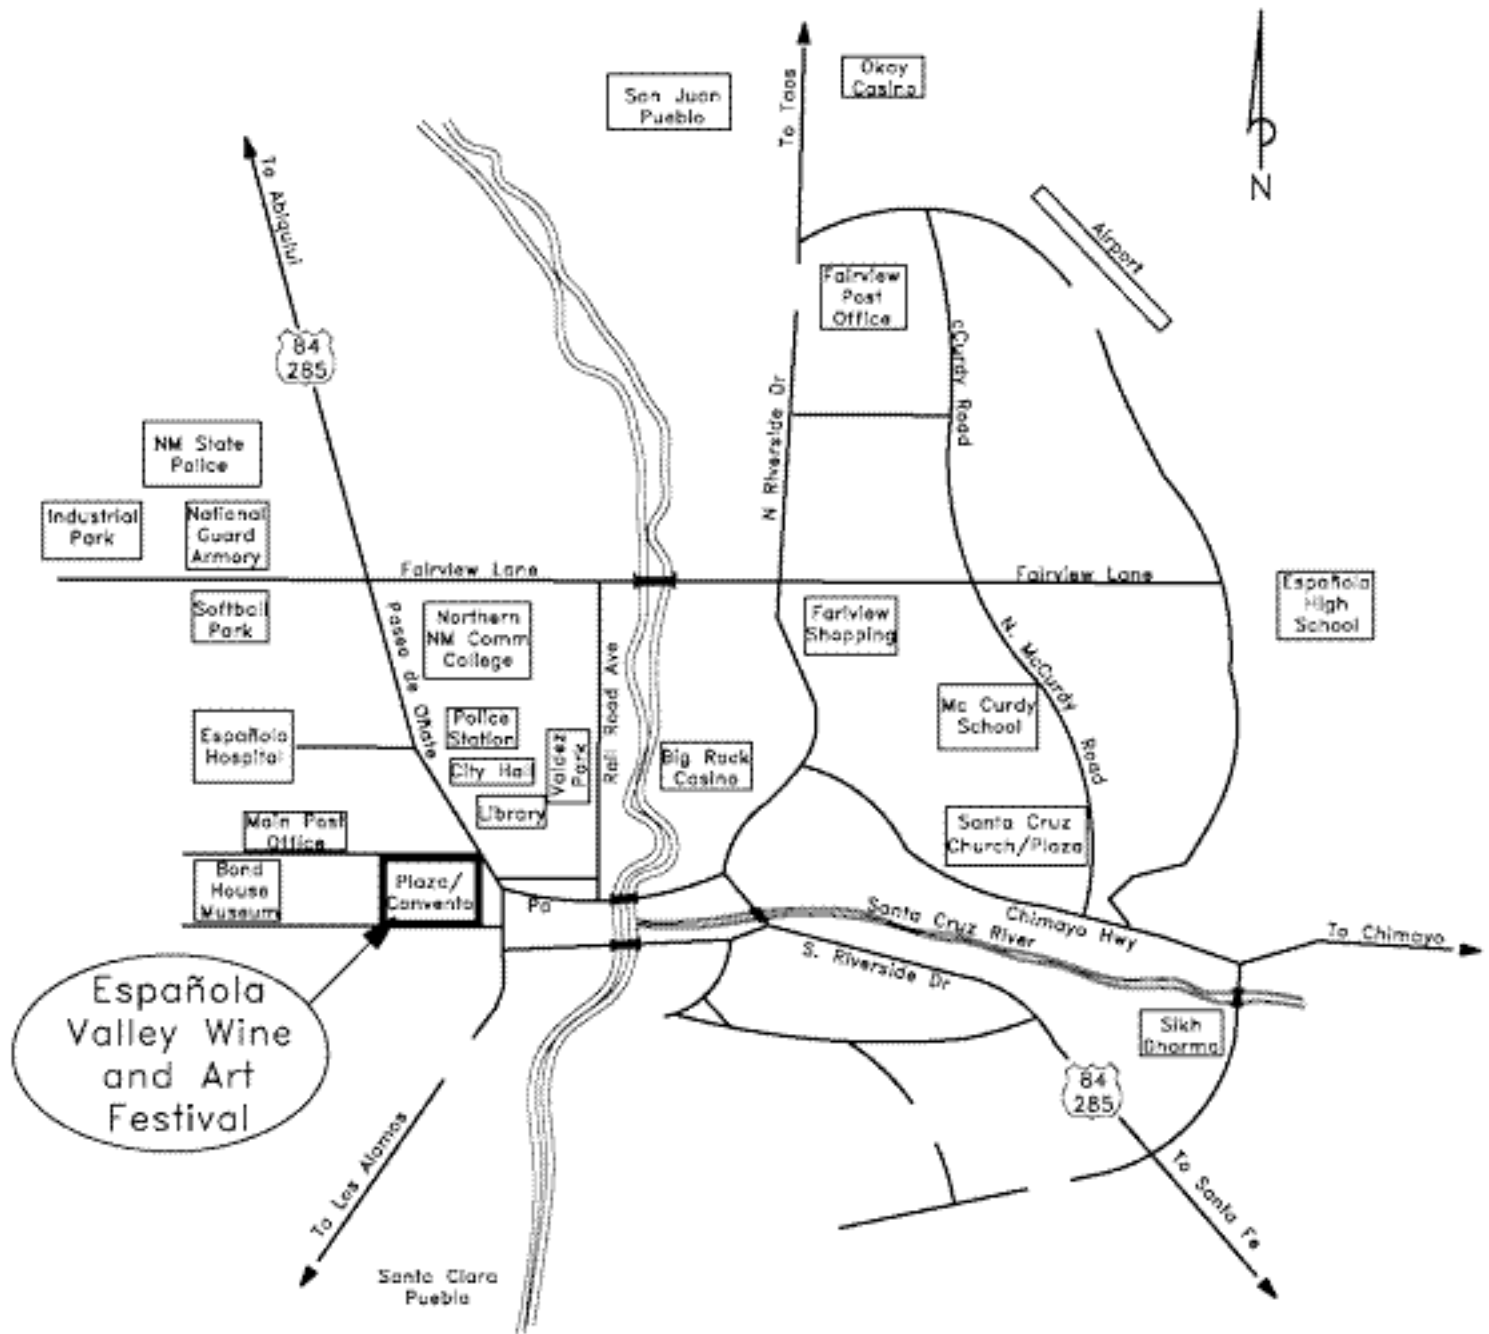 Okay
Casino
San Juan
Pueblo
To Taos
N
To Abiquiui
Airport
Fairview
Post
Office
84
285
cCurdy Road
N Riverside Dr
NM State
Police
Industrial
Park
National
Guard
Armory
Fairview Lane
Fairview Lane
Española
High
School
Softball
Park
Paseo de Oñate
Northern
NM Comm
College
Rail Road Ave
Fariview
Shopping
N. McCurdy Road
Mc Curdy
School
Española
Hospital
Police
Station
City Hall
Valdez
Park
Big Rock
Casino
Library
Main Post
Office
Santa Cruz
Church/Plaza
Bond
House
Museum
Plaza/
Convento
Pa
Santa Cruz River
Chimayo Hwy
To Chimayo
S. Riverside Dr
Española
Valley Wine
and Art
Festival
Sikh
Dharma
84
285
To Los Alamos
To Santa Fe
Santa Clara
Pueblo